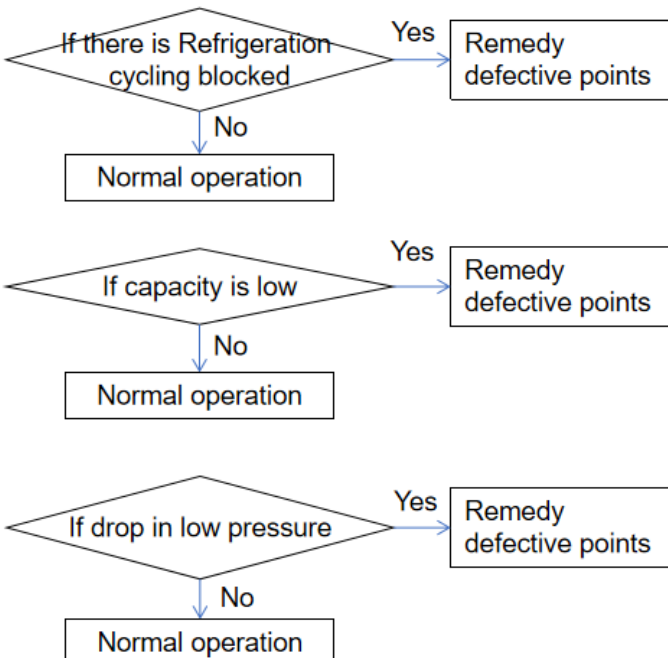 If there is Refrigeration
cycling blocked
Yes
Remedy
defective points
No
Normal operation
If capacity is low
Yes
Remedy
defective points
No
Normal operation
If drop in low pressure
Yes
Remedy
defective points
No
Normal operation